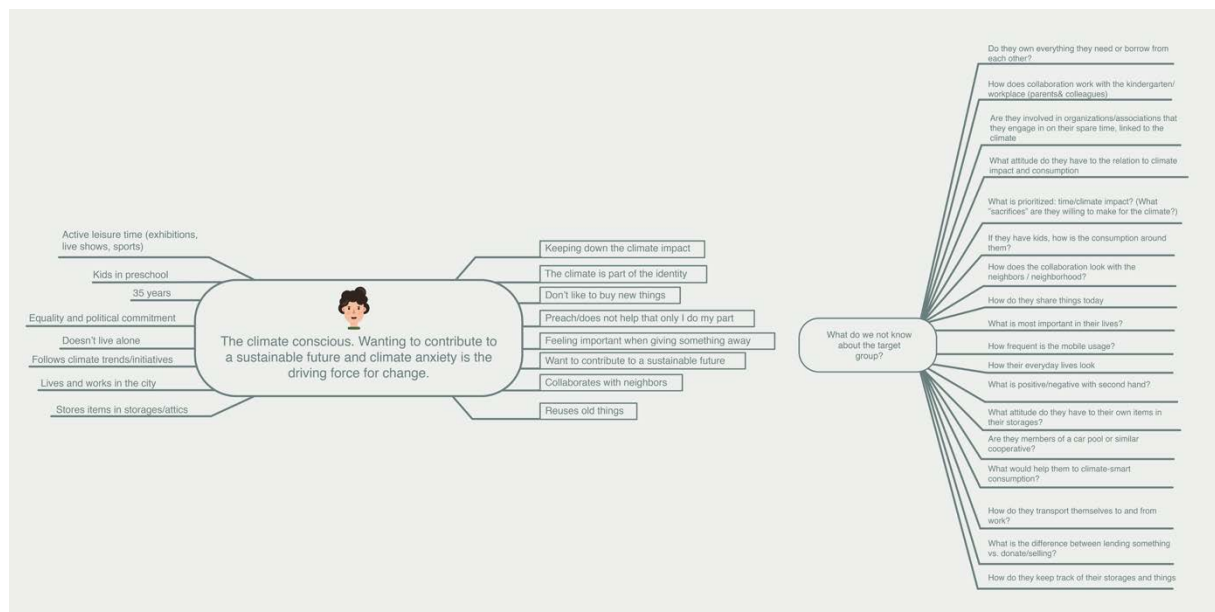 Active leisure time (exhibitions,
live shows, sports)
Kids in preschool
35 years
Equality and political commitment
Doesn't live alone
Follows climate trends/initiatives
Lives and works in the city
Stores items in storages/attics
The climate conscious. Wanting to contribute to
a sustainable future and climate anxiety is the
driving force for change.
Keeping down the climate impact
The climate is part of the identity
Don't like to buy new things
Preach/does not help that only I do my part
Feeling important when giving something away
Want to contribute to a sustainable future
Collaborates with neighbors
Reuses old things
What do we not know
about the target
group?
Do they own everything they need or borrow from
each other?
How does collaboration work with the kindergarten/
workplace (parents& colleagues)
Are they involved in organizations/associations that
they engage in on their spare time, linked to the
climate
What attitude do they have to the relation to climate
impact and consumption
What is prioritized: time/climate impact? (What
"sacrifices" are they willing to make for the climate?)
If they have kids, how is the consumption around
them?
How does the collaboration look with the
neighbors / neighborhood?
How do they share things today
What is most important in their lives?
How frequent is the mobile usage?
How their everyday lives look
What is positive/negative with second hand?
What attitude do they have to their own items in
their storages?
Are they members of a car pool or similar
cooperative?
What would help them to climate-smart
consumption?
How do they transport themselves to and from
work?
What is the difference between lending something
vs. donate/selling?
How do they keep track of their storages and things